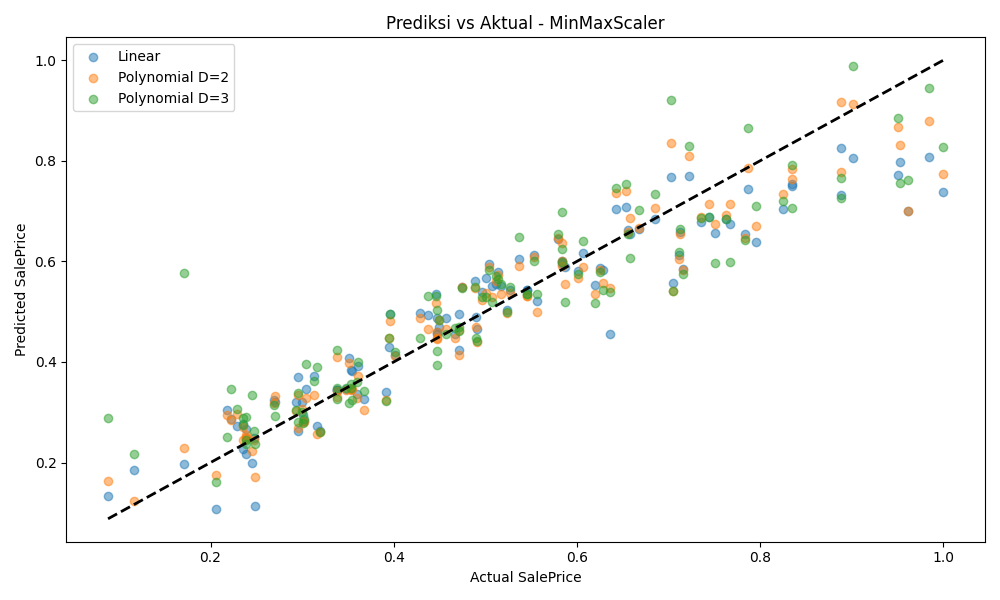 Prediksi vs Aktual - MinMaxScaler
Linear
Polynomial D=2
Polynomial D=3
Predicted SalePrice
1.0
0.8
0.6
0.4
0.2
0.2 0.4 0.6 0.8 1.0
Actual SalePrice